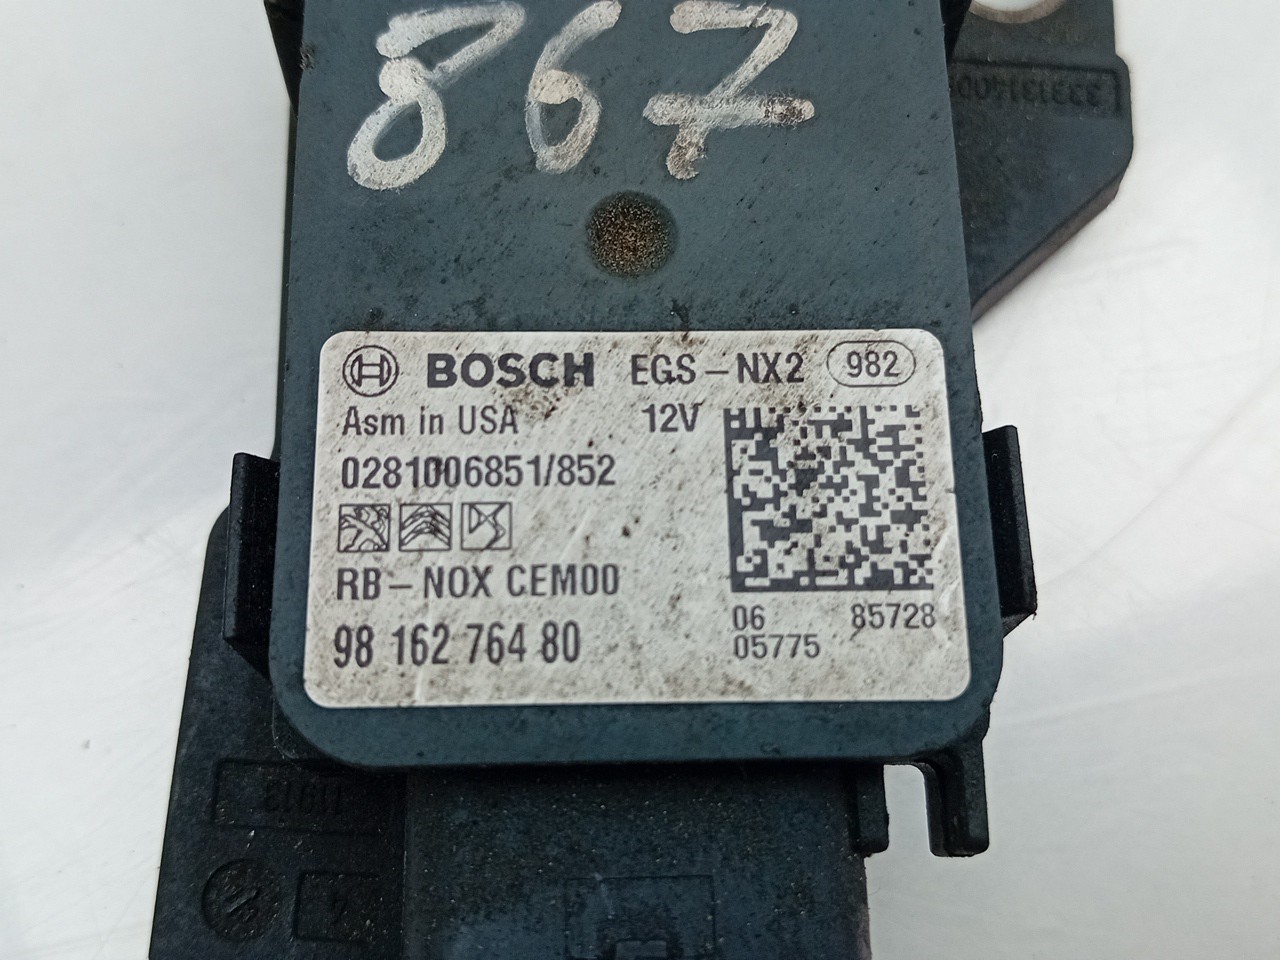 867
BOSCH EGS-NX2 982
Asm in USA 12V
0281006851/852
RB-NOX CEM00
98 162 764 80
06 85728
05775